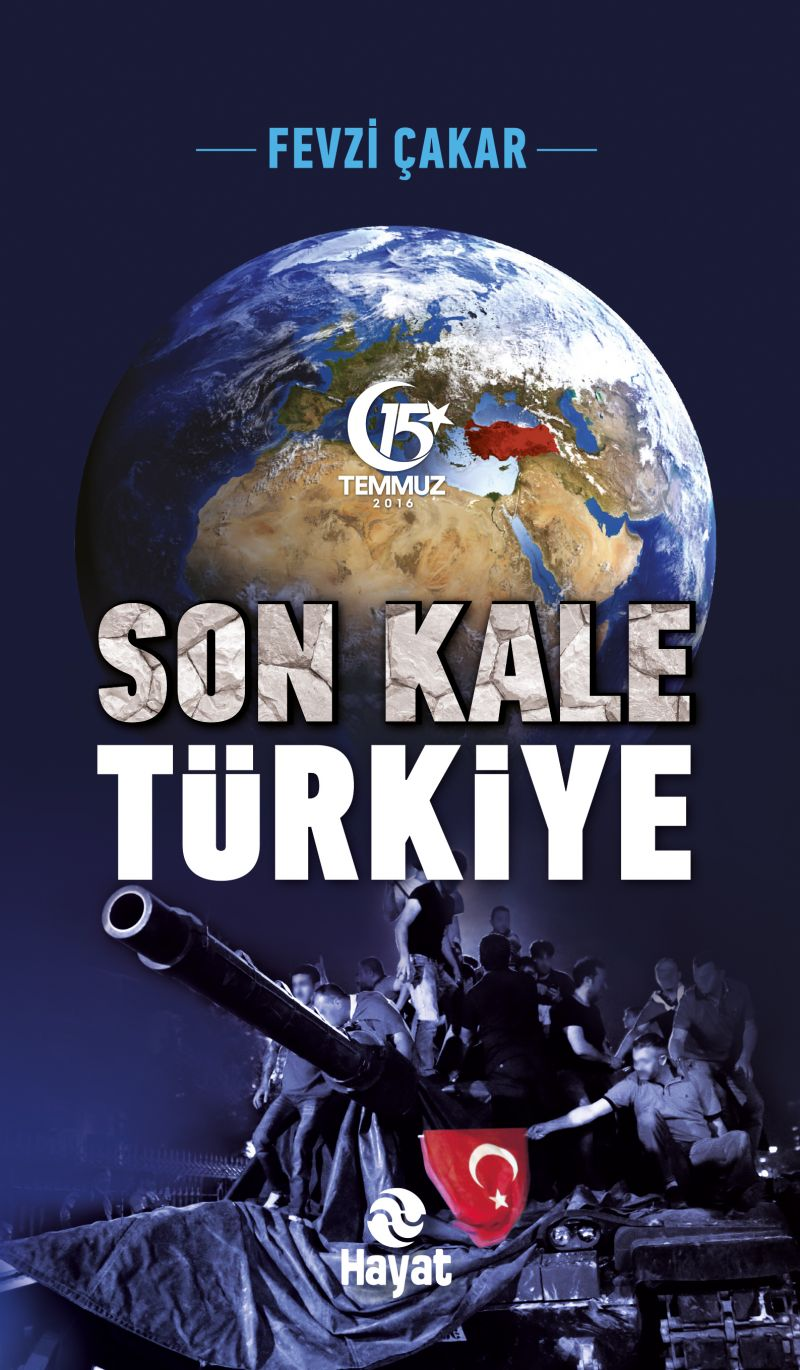 FEVZİ ÇAKAR
15
TEMMUZ
2016
SON KALE
TÜRKİYE
Hayat